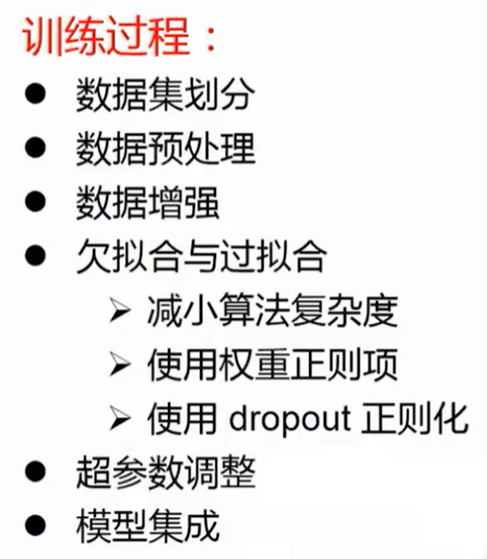 训练过程：
● 数据集划分
● 数据预处理
● 数据增强
● 欠拟合与过拟合
➢ 减小算法复杂度
➢ 使用权重正则项
➢ 使用 dropout 正则化
● 超参数调整
● 模型集成